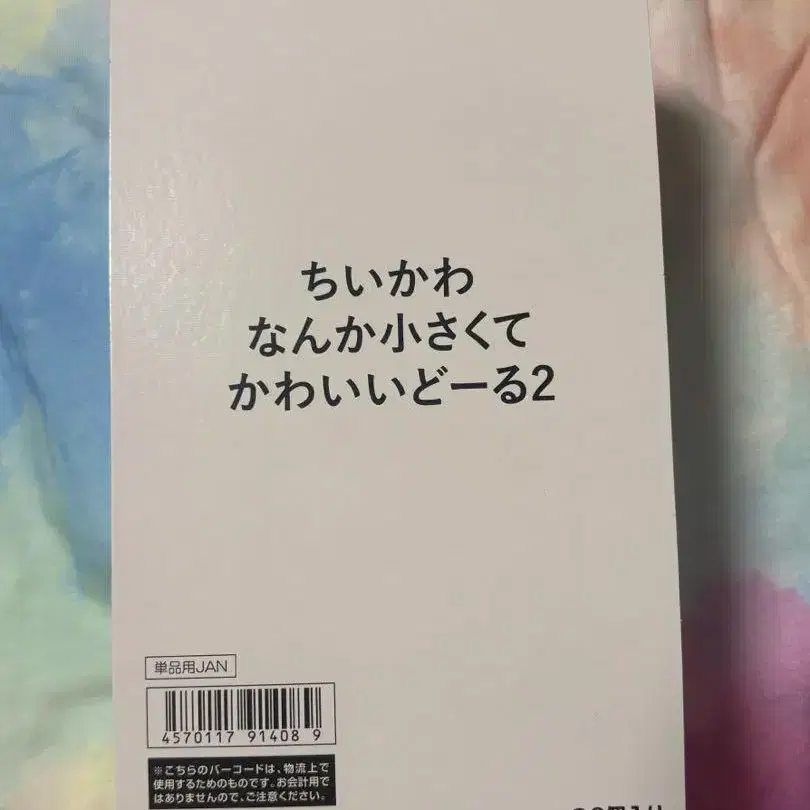 ちいかわ
なんか小さくて
かわいいどーる2
単品用JAN
4570117 91408 9
※こちらのバーコードは、物流上で
使用するためのものです。お会計用で
はありませんので、ご注意ください。